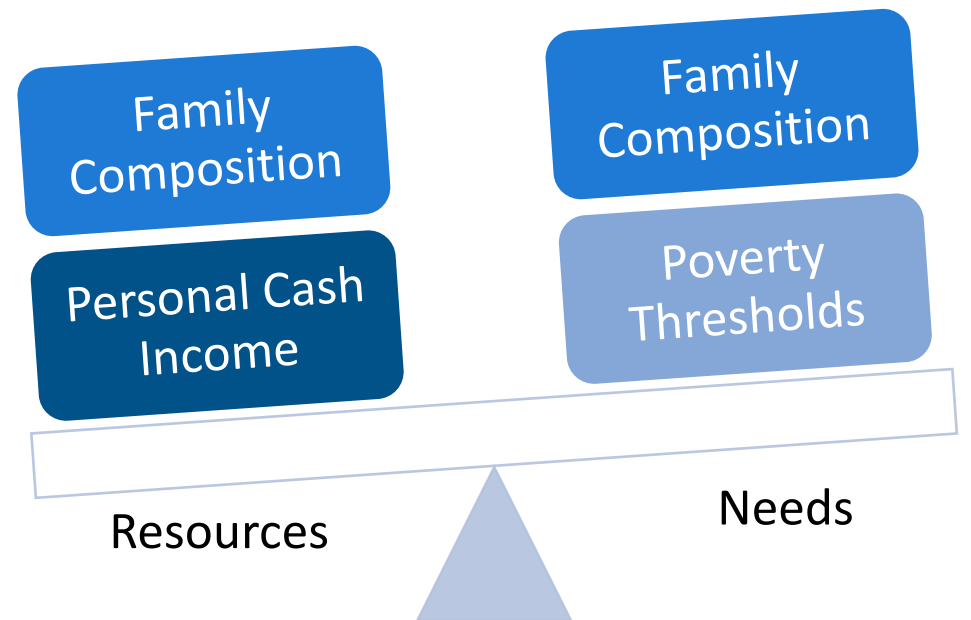 Family
Composition
Personal Cash
Income
Resources
Family
Composition
Poverty
Thresholds
Needs